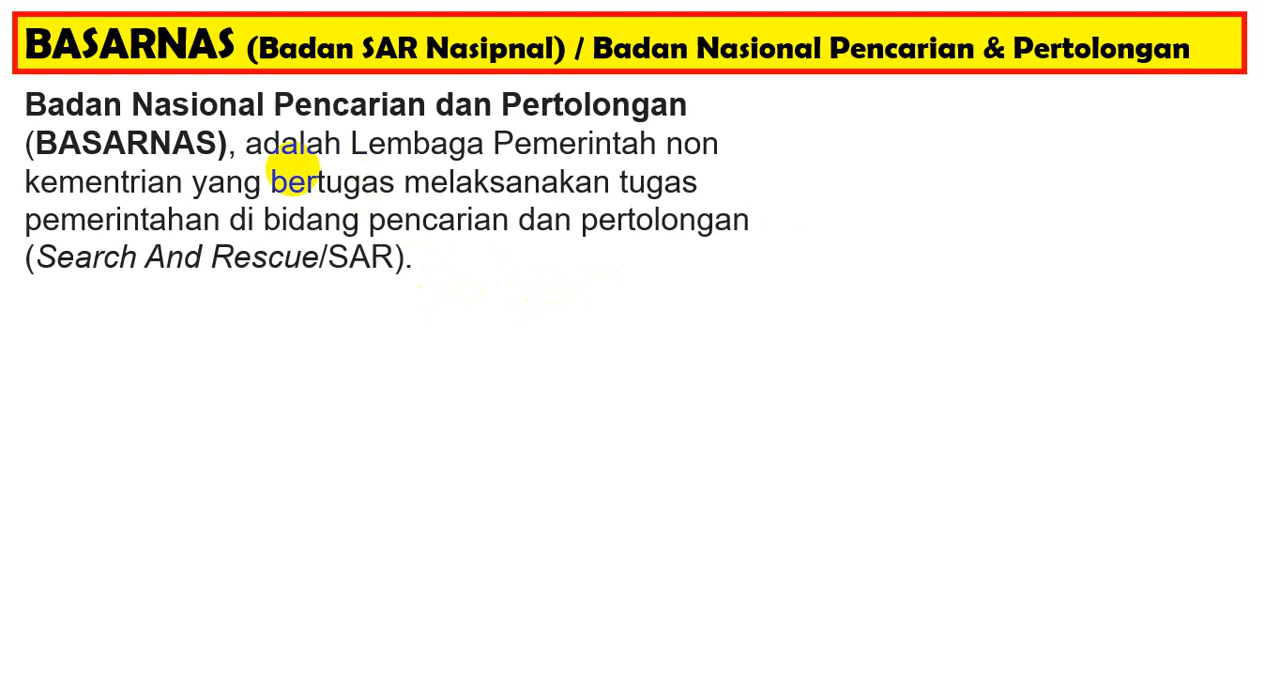 BASARNAS (Badan SAR Nasipnal) / Badan Nasional Pencarian & Pertolongan
Badan Nasional Pencarian dan Pertolongan
(BASARNAS), adalah Lembaga Pemerintah non
kementrian yang bertugas melaksanakan tugas
pemerintahan di bidang pencarian dan pertolongan
(Search And Rescue/SAR).